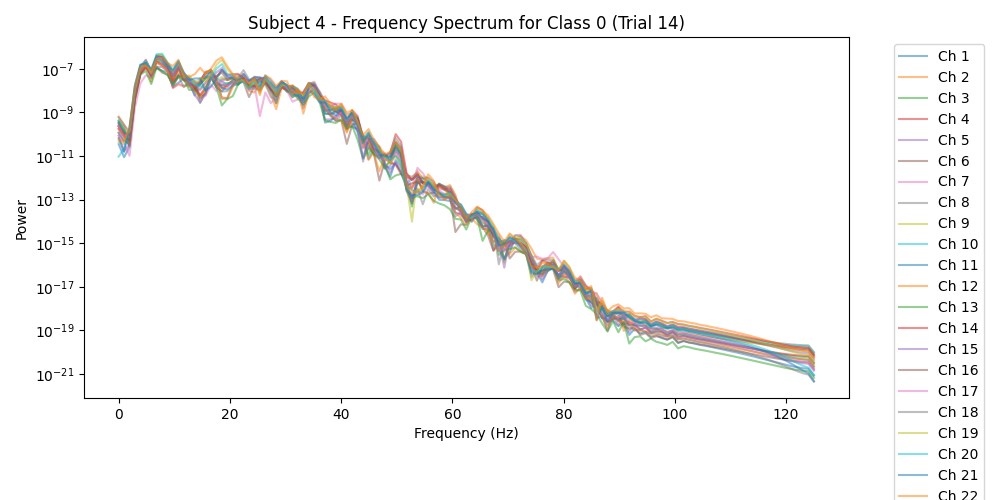 Subject 4 - Frequency Spectrum for Class 0 (Trial 14)
Power
10⁻⁷
10⁻⁹
10⁻¹¹
10⁻¹³
10⁻¹⁵
10⁻¹⁷
10⁻¹⁹
10⁻²¹
0 20 40 60 80 100 120
Frequency (Hz)
Ch 1
Ch 2
Ch 3
Ch 4
Ch 5
Ch 6
Ch 7
Ch 8
Ch 9
Ch 10
Ch 11
Ch 12
Ch 13
Ch 14
Ch 15
Ch 16
Ch 17
Ch 18
Ch 19
Ch 20
Ch 21
Ch 22